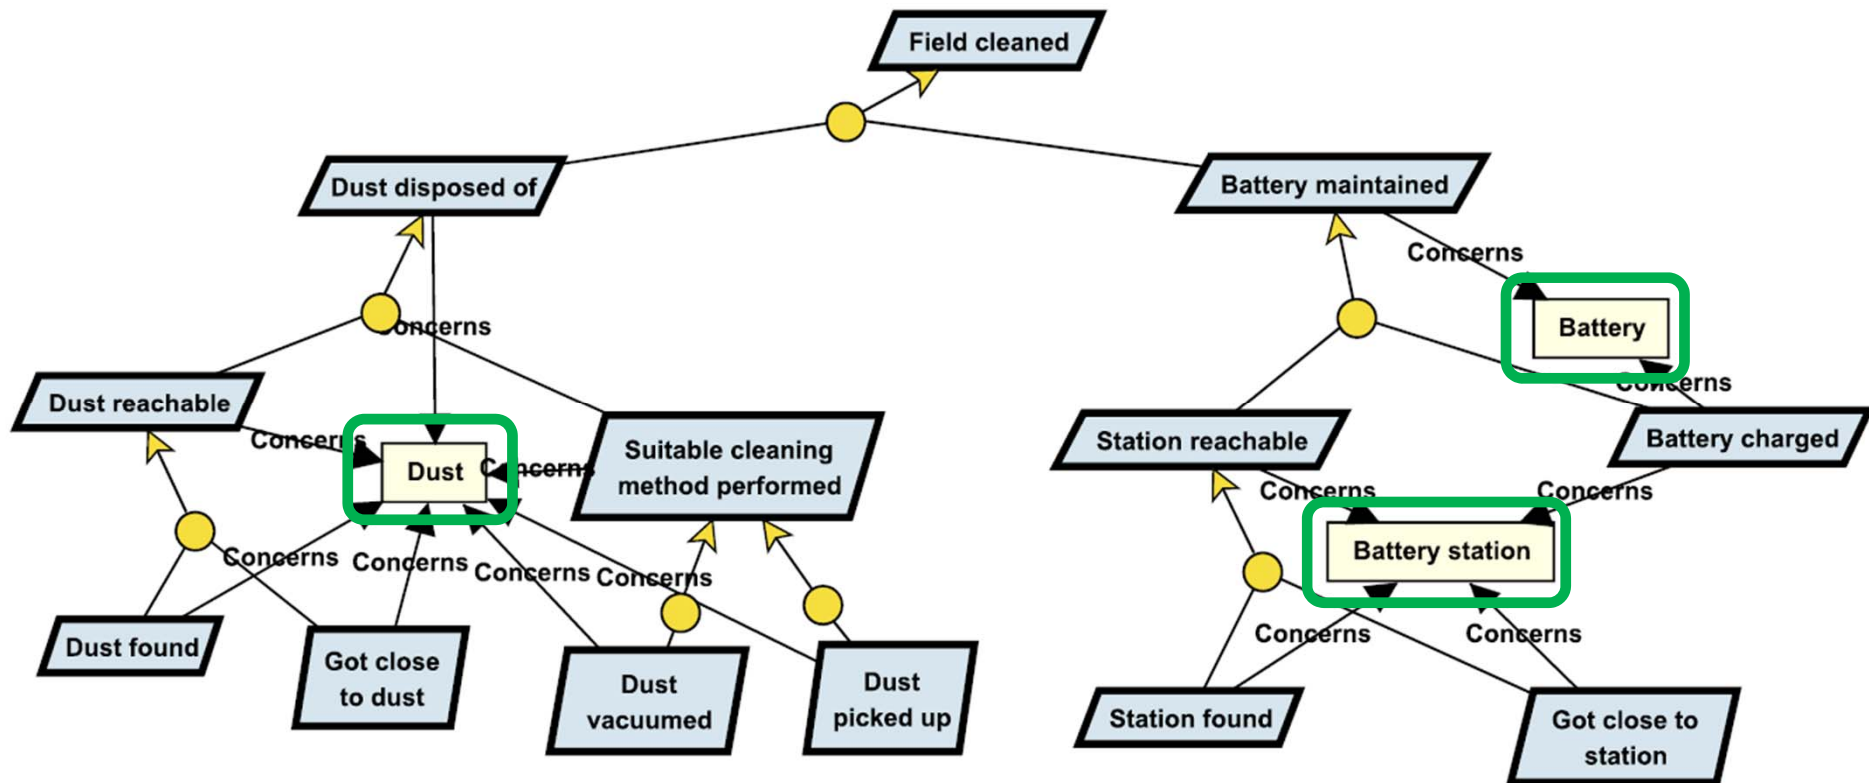 Field cleaned
Dust disposed of
Battery maintained
Concerns
Battery
Concerns
Concerns
Dust reachable
Concerns
Dust
Concerns
Suitable cleaning
method performed
Station reachable
Battery charged
Concerns
Concerns
Battery station
Concerns
Concerns
Concerns
Concerns
Concerns
Concerns
Dust found
Got close
to dust
Dust
vacuumed
Dust
picked up
Station found
Got close to
station